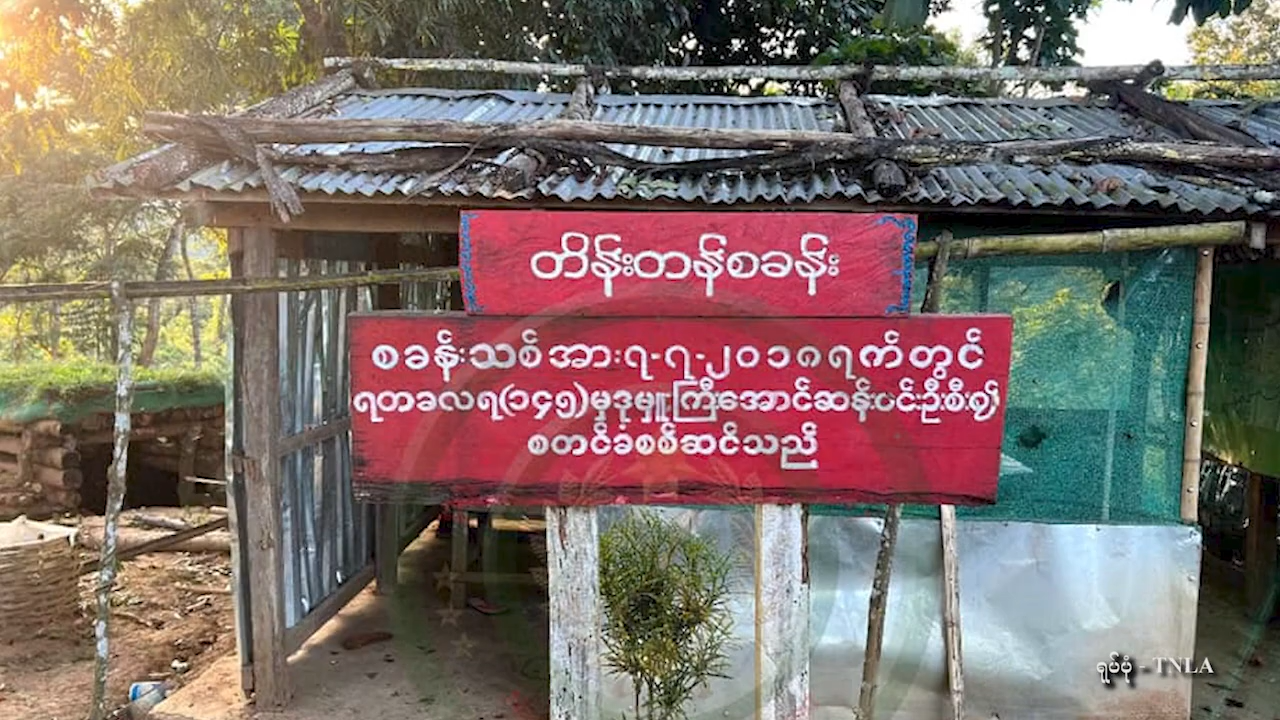 တိန်းတန်စခန်း
စခန်းသစ်အား၇-၇-၂၀၁၈ရက်တွင်
ရတခလရ(၁၄၅)မှဒုမှူးကြီးအောင်ဆန်းပင်းဦးစီး၍
စတင်ခံစစ်ဆင်သည်
ရုပ်ပုံ - TNLA